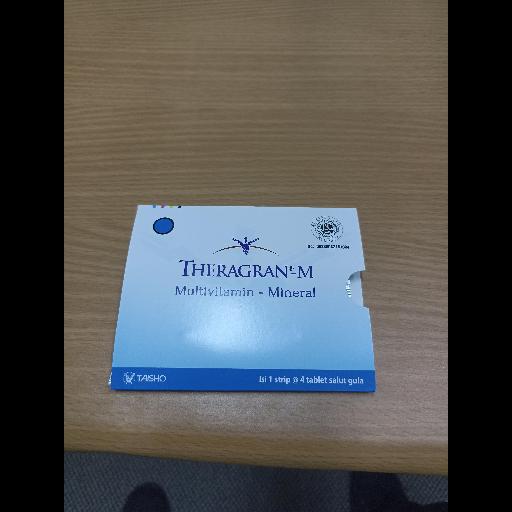 THERAGRAN-M
Multivitamin - Mineral
TAISHO
Isi 1 strip @ 4 tablet salut gula